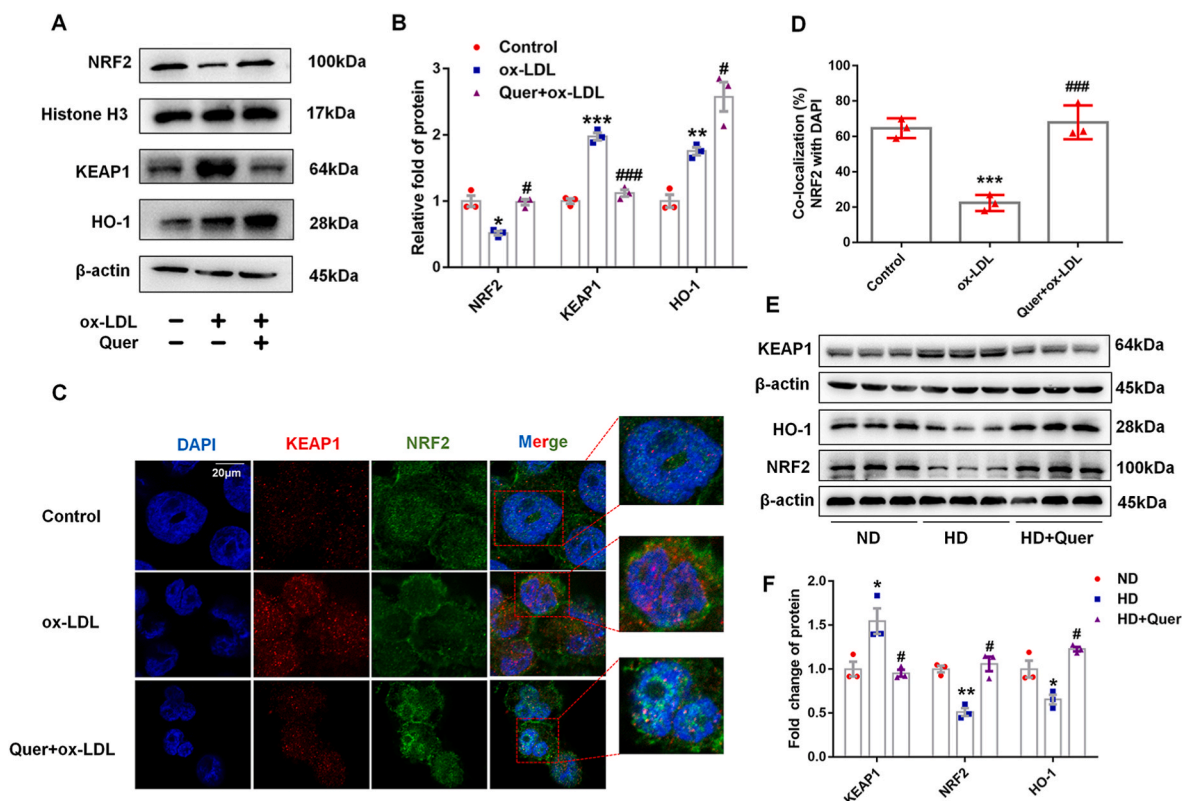 A
NRF2 100kDa
Histone H3 17kDa
KEAP1 64kDa
HO-1 28kDa
β-actin 45kDa
ox-LDL − + +
Quer − − +
B
Control
ox-LDL
Quer+ox-LDL
Relative fold of protein
3
2
1
0
* # *** ### ** #
NRF2 KEAP1 HO-1
C
DAPI KEAP1 NRF2 Merge
20μm
Control
ox-LDL
Quer+ox-LDL
D
Co-localization (%)
NRF2 with DAPI
100
80
60
40
20
0
*** ###
Control ox-LDL Quer+ox-LDL
E
KEAP1 64kDa
β-actin 45kDa
HO-1 28kDa
NRF2 100kDa
β-actin 45kDa
ND HD HD+Quer
F
Fold change of protein
2.0
1.5
1.0
0.5
0.0
* # ** # * #
KEAP1 NRF2 HO-1
ND
HD
HD+Quer